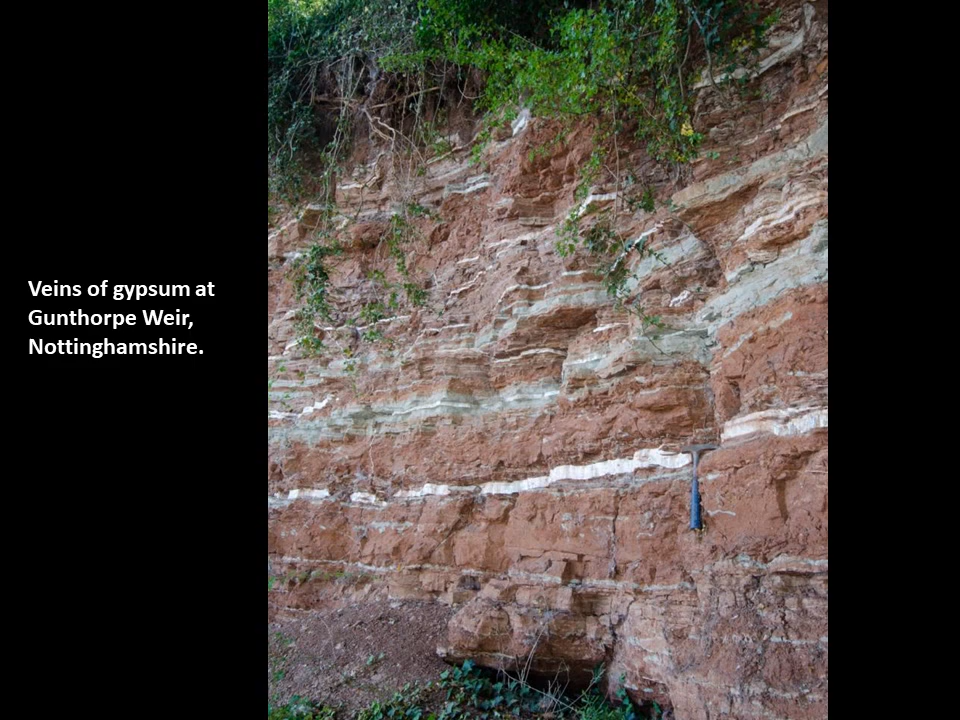 Veins of gypsum at
Gunthorpe Weir,
Nottinghamshire.